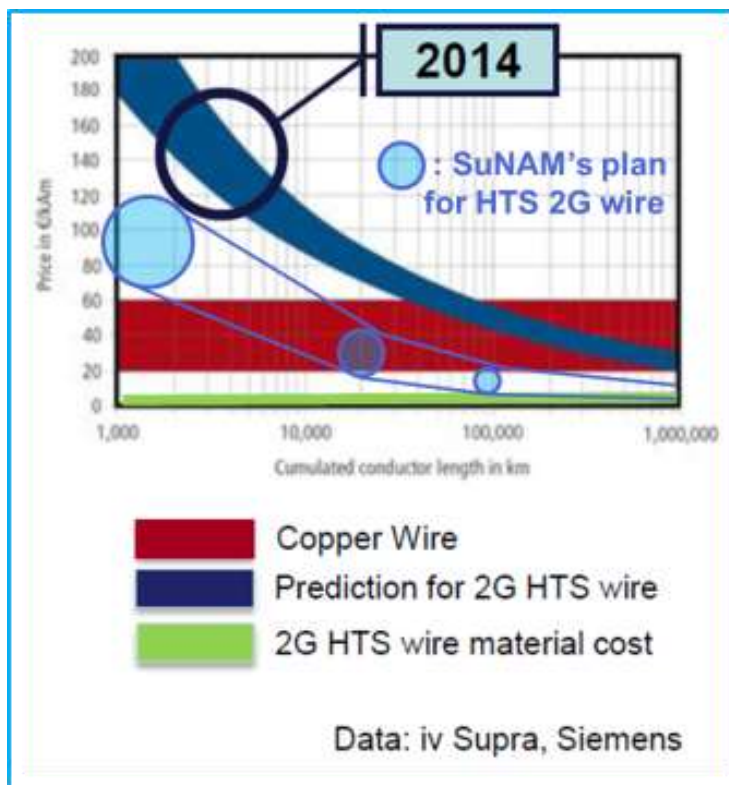 2014
200
180
160
140
120
100
80
60
40
20
0
Price in €/kAm
: SuNAM's plan
for HTS 2G wire
1,000
10,000
100,000
1,000,000
Cumulated conductor length in km
Copper Wire
Prediction for 2G HTS wire
2G HTS wire material cost
Data: iv Supra, Siemens